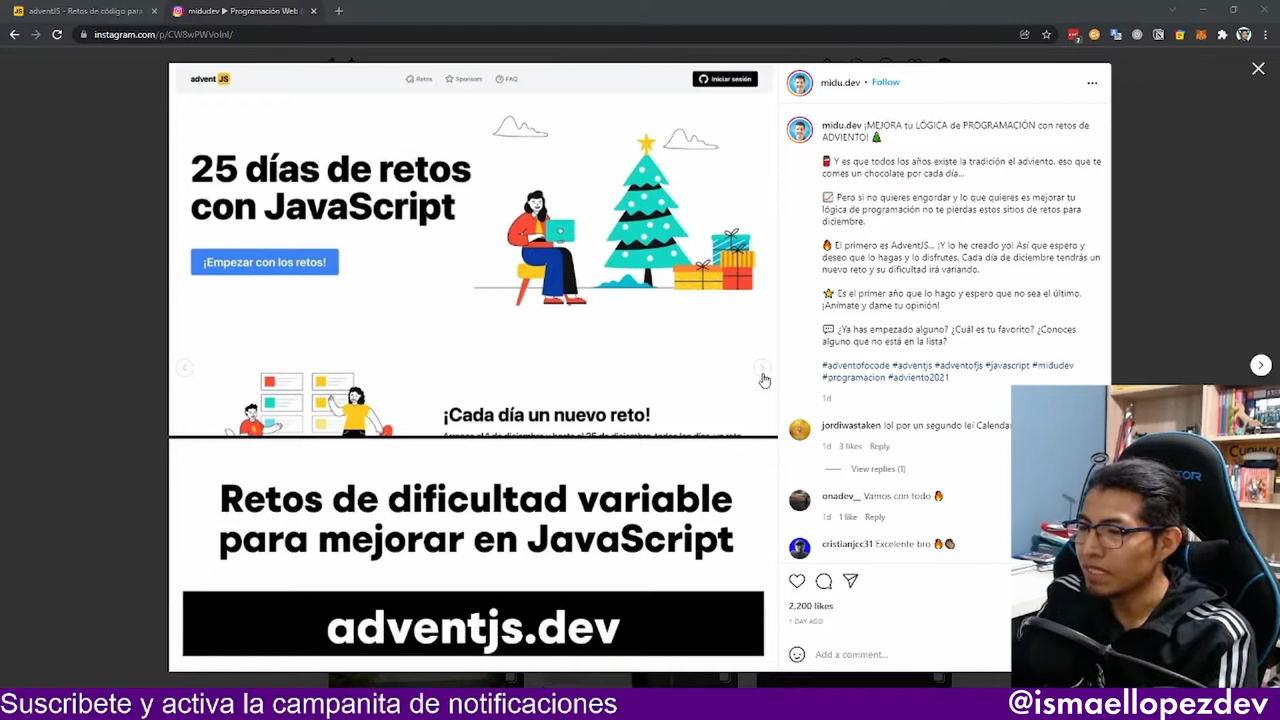 adventJS - Retos de código para
midudev ▶ Programación Web (
instagram.com/p/CW8wPWVoInI/
advent JS
Retos
Sponsors
FAQ
Iniciar sesión
25 días de retos
con JavaScript
¡Empezar con los retos!
¡Cada día un nuevo reto!
Retos de dificultad variable
para mejorar en JavaScript
adventjs.dev
midu.dev • Follow
midu.dev ¡MEJORA tu LÓGICA de PROGRAMACIÓN con retos de
ADVIENTO! 🎄
🍫 Y es que todos los años existe la tradición el adviento, eso que te
comes un chocolate por cada día...
📈 Pero si no quieres engordar y lo que quieres es mejorar tu
lógica de programación no te pierdas estos sitios de retos para
diciembre.
🔥 El primero es AdventJS... ¡Y lo he creado yo! Así que espero y
deseo que lo hagas y lo disfrutes. Cada día de diciembre tendrás un
nuevo reto y su dificultad irá variando.
⭐ Es el primer año que lo hago y espero que no sea el último.
¡Anímate y dame tu opinión!
💬 ¿Ya has empezado alguno? ¿Cuál es tu favorito? ¿Conoces
alguno que no está en la lista?
#adventofocode #adventjs #adventofjs #javascript #midudev
#programacion #adviento2021
1d
jordiwastaken lol por un segundo leí Calendar
1d 3 likes Reply
View replies (1)
onadev__ Vamos con todo 🔥
1d 1 like Reply
cristianjcc31 Excelente bro 🔥
2,200 likes
1 DAY AGO
Add a comment...
Suscribete y activa la campanita de notificaciones
@ismaellopezdev